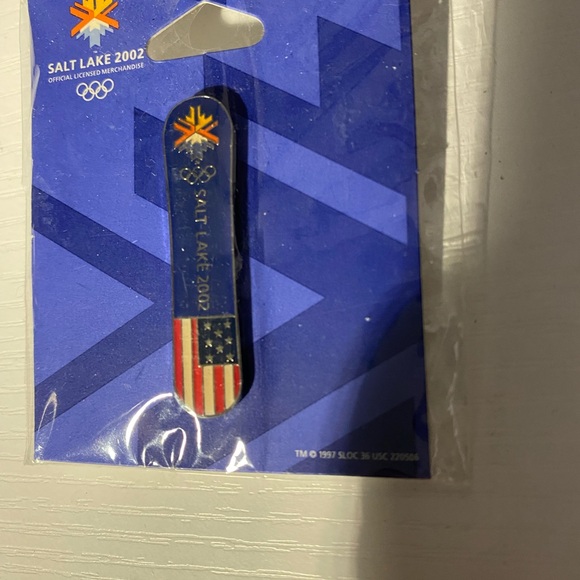 SALT LAKE 2002
OFFICIAL LICENSED MERCHANDISE
SALT LAKE 2002
TM © 1997 SLOC 36 USC 220506